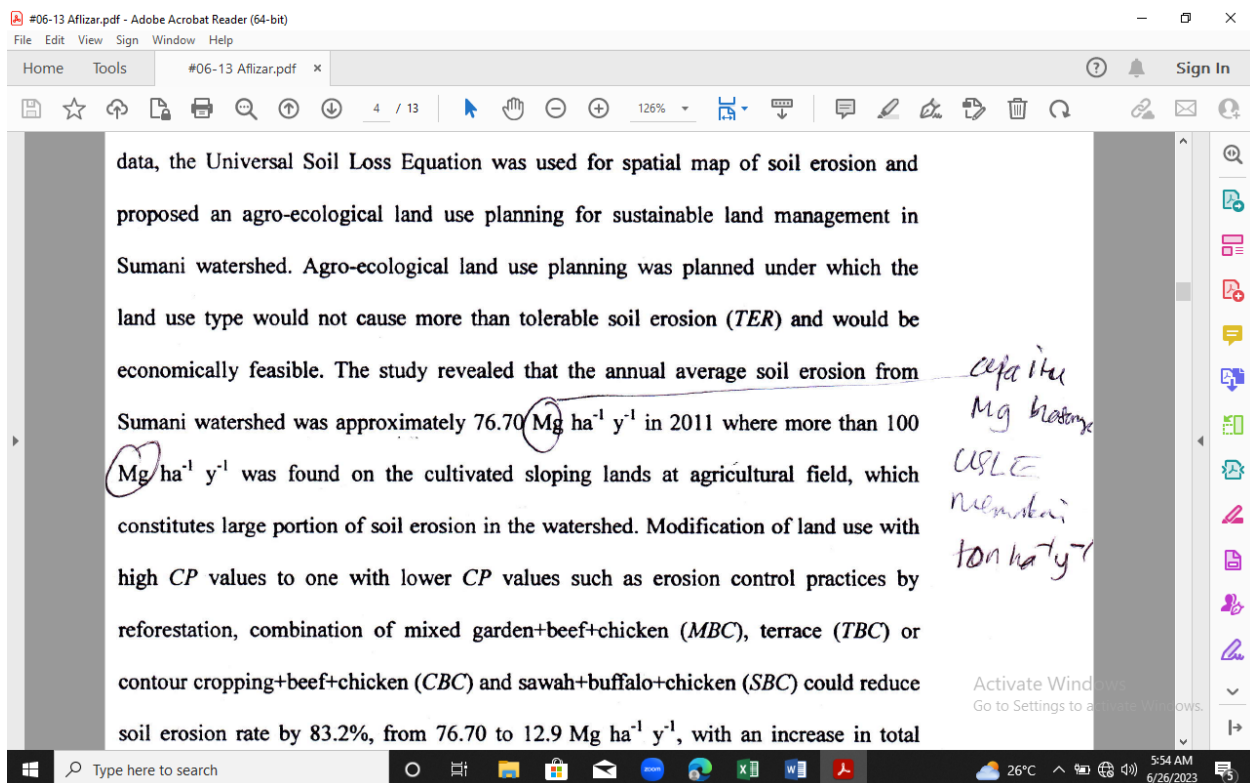 #06-13 Aflizar.pdf - Adobe Acrobat Reader (64-bit)
File Edit View Sign Window Help
Home Tools #06-13 Aflizar.pdf × Sign In
4 / 13 126%
data, the Universal Soil Loss Equation was used for spatial map of soil erosion and
proposed an agro-ecological land use planning for sustainable land management in
Sumani watershed. Agro-ecological land use planning was planned under which the
land use type would not cause more than tolerable soil erosion (TER) and would be
economically feasible. The study revealed that the annual average soil erosion from
Sumani watershed was approximately 76.70 Mg ha⁻¹ y⁻¹ in 2011 where more than 100
Mg ha⁻¹ y⁻¹ was found on the cultivated sloping lands at agricultural field, which
constitutes large portion of soil erosion in the watershed. Modification of land use with
high CP values to one with lower CP values such as erosion control practices by
reforestation, combination of mixed garden+beef+chicken (MBC), terrace (TBC) or
contour cropping+beef+chicken (CBC) and sawah+buffalo+chicken (SBC) could reduce
soil erosion rate by 83.2%, from 76.70 to 12.9 Mg ha⁻¹ y⁻¹, with an increase in total
itu
Mg
USLE
memakai
ton ha⁻¹y⁻¹
Activate Windows
Go to Settings to activate Windows.
Type here to search
zoom
26°C
5:54 AM
6/26/2023
5